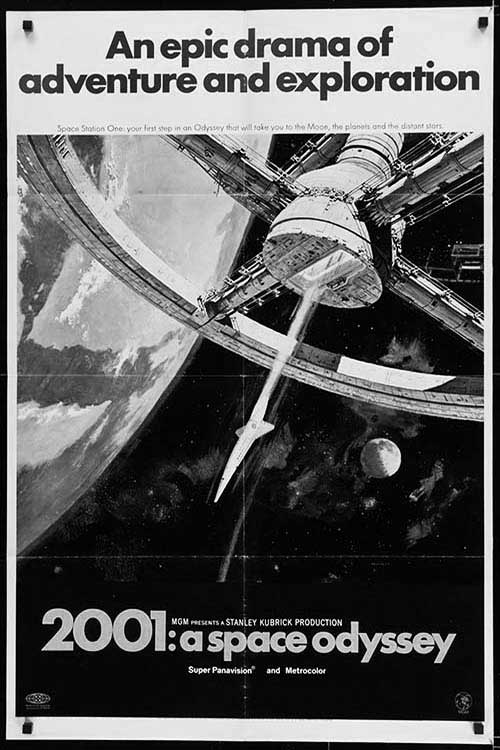 An epic drama of
adventure and exploration
Space Station One: your first step in an Odyssey that will take you to the Moon, the planets and the distant stars.
MGM PRESENTS A STANLEY KUBRICK PRODUCTION
2001: a space odyssey
Super Panavision® and Metrocolor